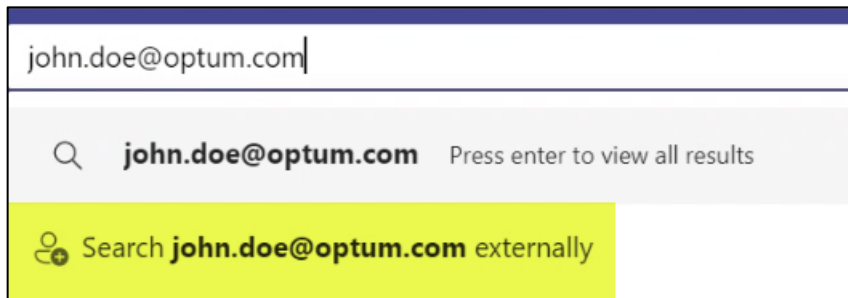 john.doe@optum.com
john.doe@optum.com Press enter to view all results
Search john.doe@optum.com externally